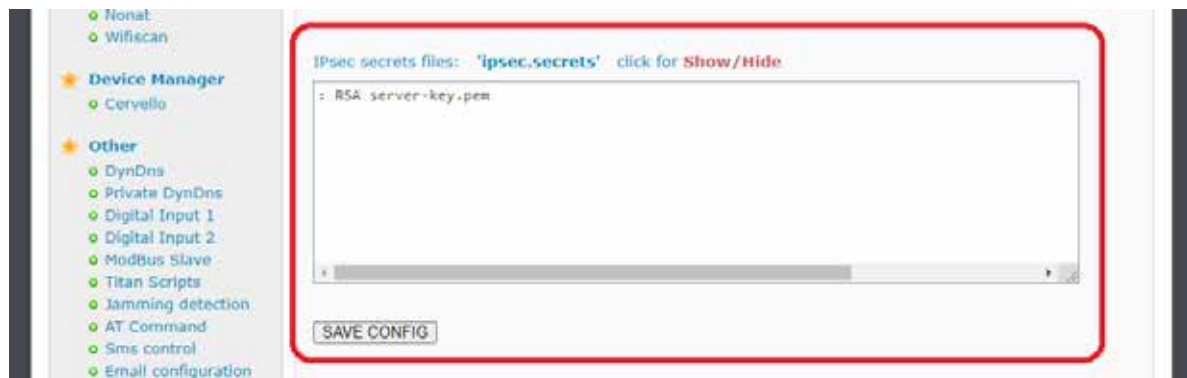 Nonat
Wifiscan
Device Manager
Cervello
Other
DynDns
Private DynDns
Digital Input 1
Digital Input 2
ModBus Slave
Titan Scripts
Jamming detection
AT Command
Sms control
Email configuration
IPsec secrets files: 'ipsec.secrets' click for Show/Hide
: RSA server-key.pem
SAVE CONFIG